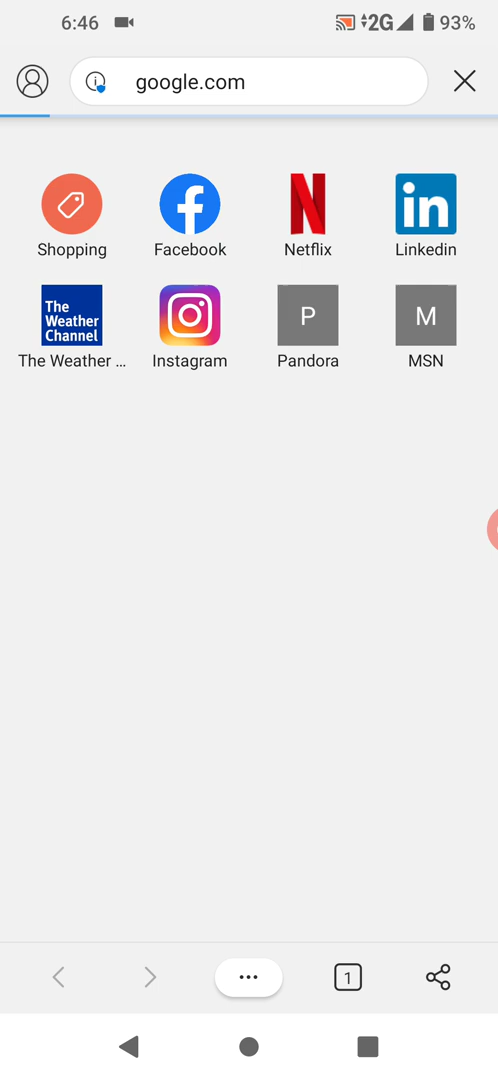 6:46 2G 93%
google.com
Shopping Facebook Netflix Linkedin
The Weather Channel P M
The Weather ... Instagram Pandora MSN
1